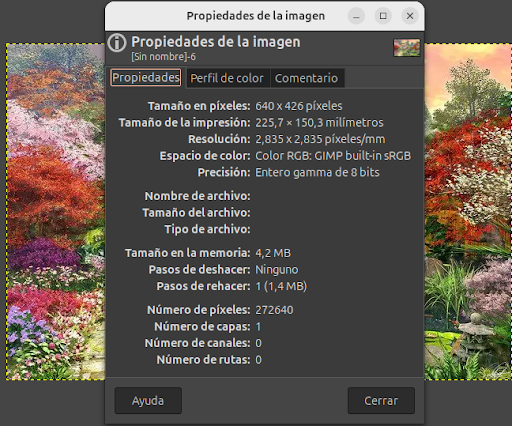 Propiedades de la imagen
Propiedades de la imagen
[Sin nombre]-6
Propiedades Perfil de color Comentario
Tamaño en píxeles: 640 x 426 píxeles
Tamaño de la impresión: 225,7 × 150,3 milímetros
Resolución: 2,835 x 2,835 píxeles/mm
Espacio de color: Color RGB: GIMP built-in sRGB
Precisión: Entero gamma de 8 bits
Nombre de archivo:
Tamaño del archivo:
Tipo de archivo:
Tamaño en la memoria: 4,2 MB
Pasos de deshacer: Ninguno
Pasos de rehacer: 1 (1,4 MB)
Número de píxeles: 272640
Número de capas: 1
Número de canales: 0
Número de rutas: 0
Ayuda Cerrar